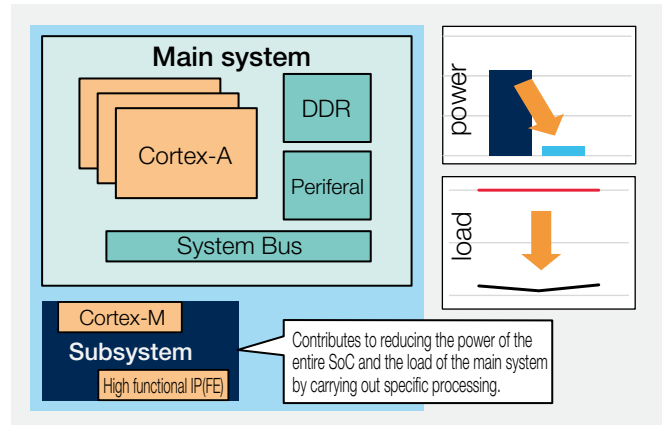 Main system
Cortex-A
DDR
Periferal
System Bus
Cortex-M
Subsystem
High functional IP(FE)
Contributes to reducing the power of the
entire SoC and the load of the main system
by carrying out specific processing.
power
load